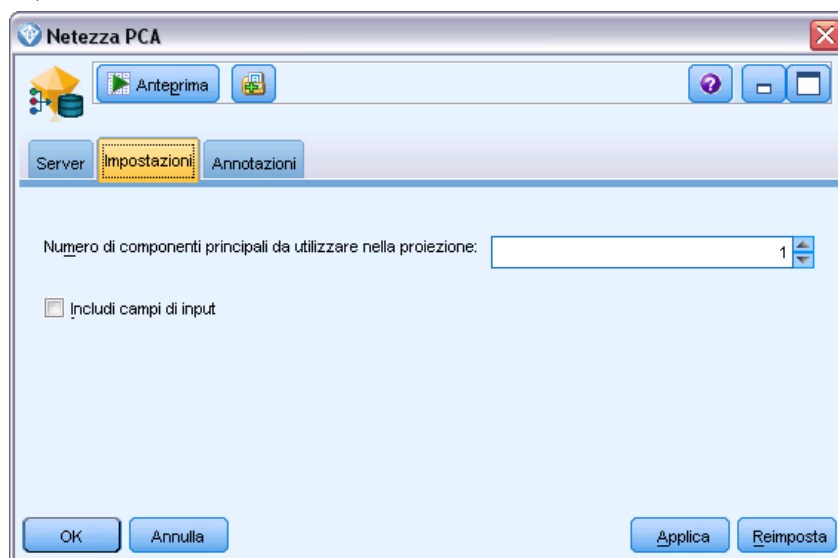 Netezza PCA
Anteprima
Server
Impostazioni
Annotazioni
Numero di componenti principali da utilizzare nella proiezione:
1
Includi campi di input
OK
Annulla
Applica
Reimposta